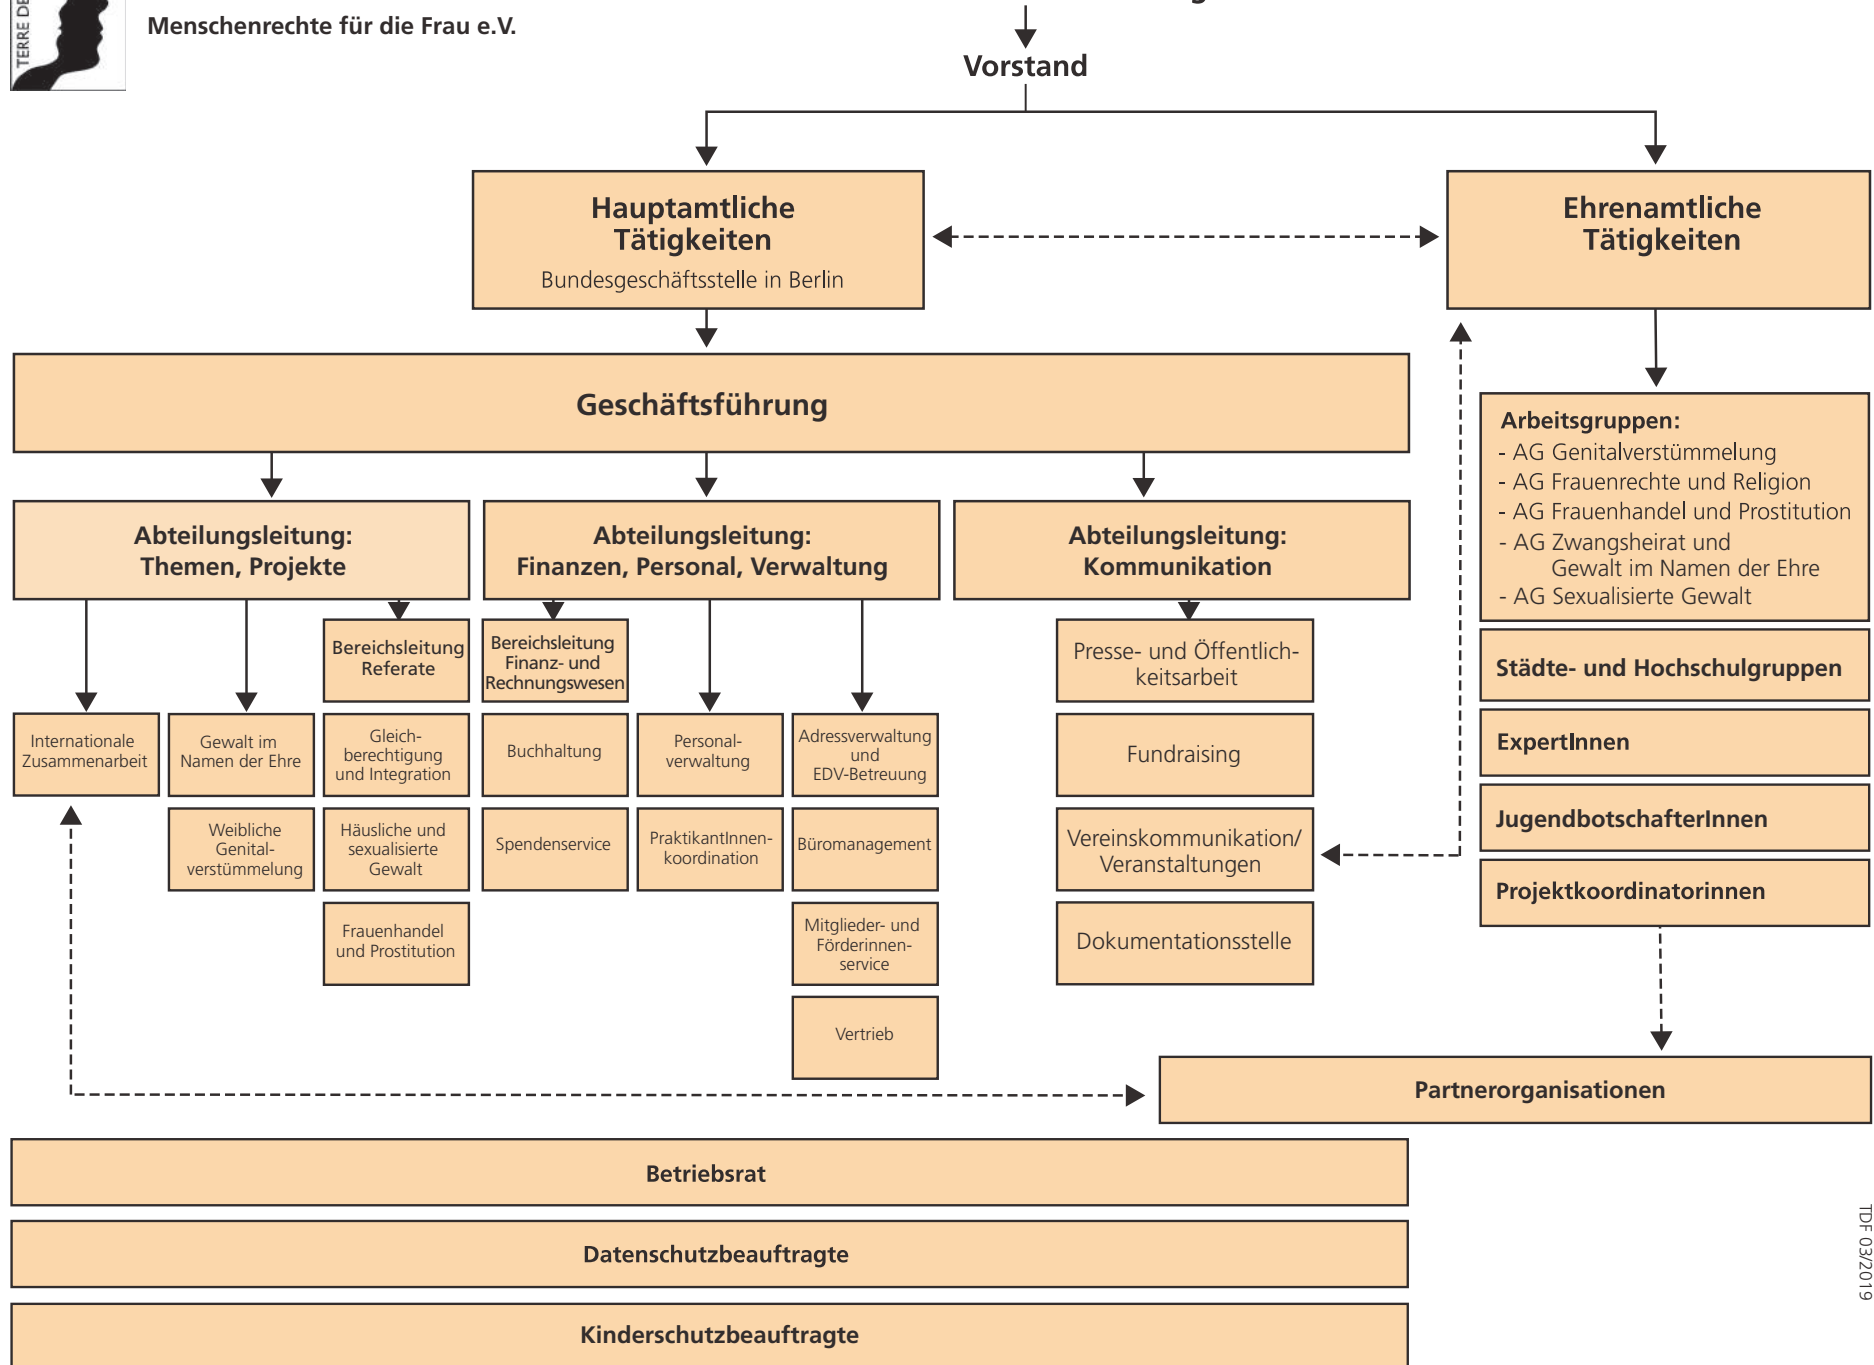 TERRE DE
Menschenrechte für die Frau e.V.
Vorstand
Hauptamtliche
Tätigkeiten
Bundesgeschäftsstelle in Berlin
Ehrenamtliche
Tätigkeiten
Geschäftsführung
Abteilungsleitung:
Themen, Projekte
Abteilungsleitung:
Finanzen, Personal, Verwaltung
Abteilungsleitung:
Kommunikation
Internationale
Zusammenarbeit
Gewalt im
Namen der Ehre
Weibliche
Genital-
verstümmelung
Bereichsleitung
Referate
Gleich-
berechtigung
und Integration
Häusliche und
sexualisierte
Gewalt
Frauenhandel
und Prostitution
Bereichsleitung
Finanz- und
Rechnungswesen
Buchhaltung
Spendenservice
Personal-
verwaltung
PraktikantInnen-
koordination
Adressverwaltung
und
EDV-Betreuung
Büromanagement
Mitglieder- und
Förderinnen-
service
Vertrieb
Presse- und Öffentlich-
keitsarbeit
Fundraising
Vereinskommunikation/
Veranstaltungen
Dokumentationsstelle
Arbeitsgruppen:
- AG Genitalverstümmelung
- AG Frauenrechte und Religion
- AG Frauenhandel und Prostitution
- AG Zwangsheirat und
Gewalt im Namen der Ehre
- AG Sexualisierte Gewalt
Städte- und Hochschulgruppen
ExpertInnen
JugendbotschafterInnen
Projektkoordinatorinnen
Partnerorganisationen
Betriebsrat
Datenschutzbeauftragte
Kinderschutzbeauftragte
TDF 03/2019